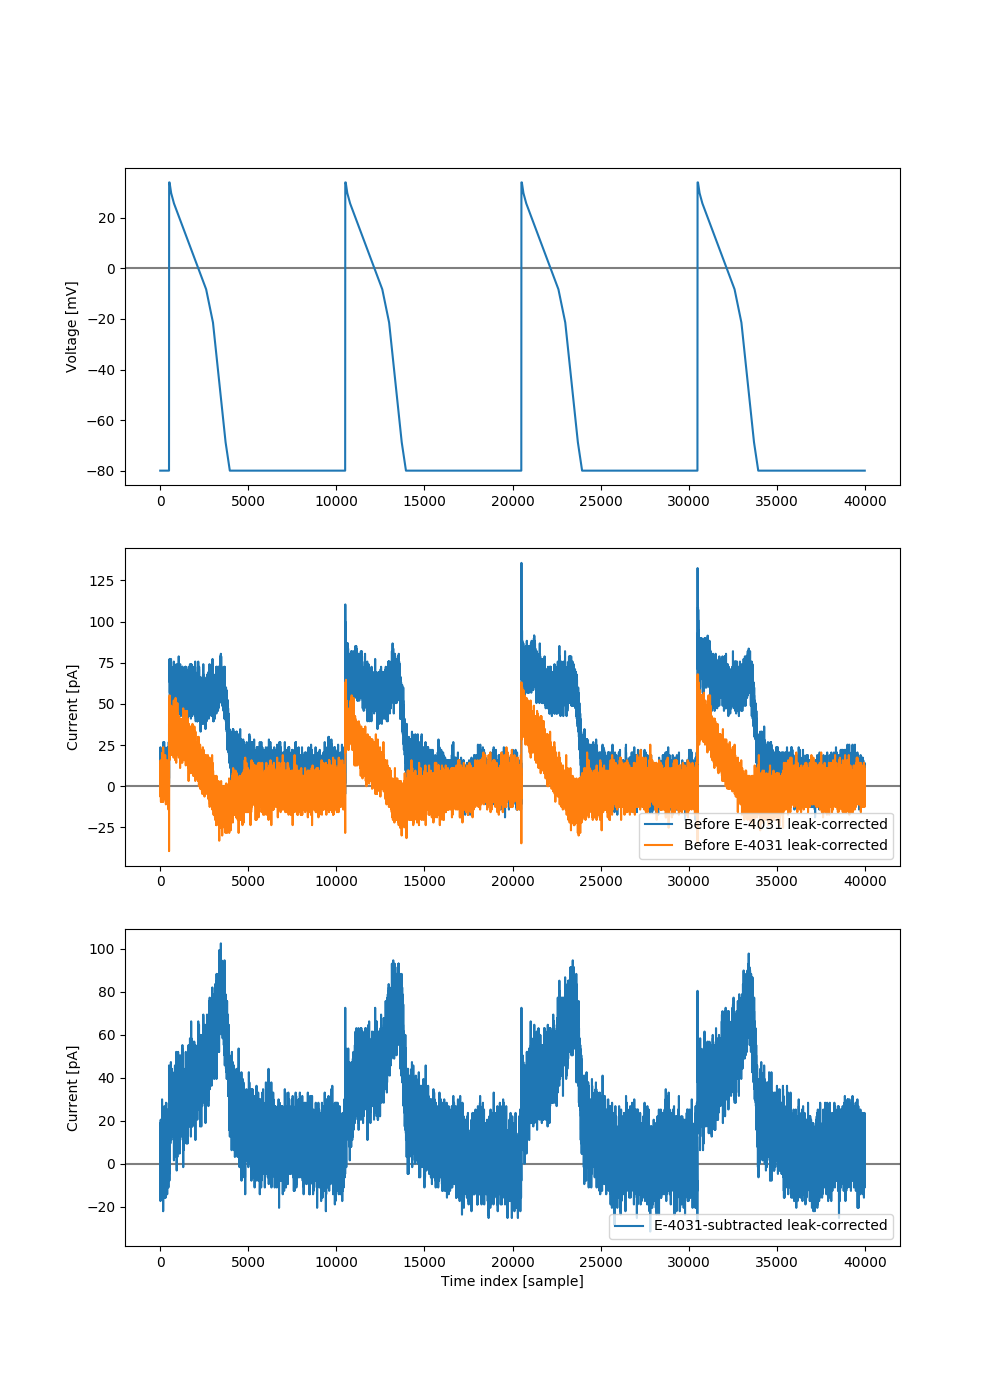 20
0
−20
−40
−60
−80
Voltage [mV]
0 5000 10000 15000 20000 25000 30000 35000 40000
125
100
75
50
25
0
−25
Current [pA]
Before E-4031 leak-corrected
Before E-4031 leak-corrected
0 5000 10000 15000 20000 25000 30000 35000 40000
100
80
60
40
20
0
−20
Current [pA]
E-4031-subtracted leak-corrected
0 5000 10000 15000 20000 25000 30000 35000 40000
Time index [sample]